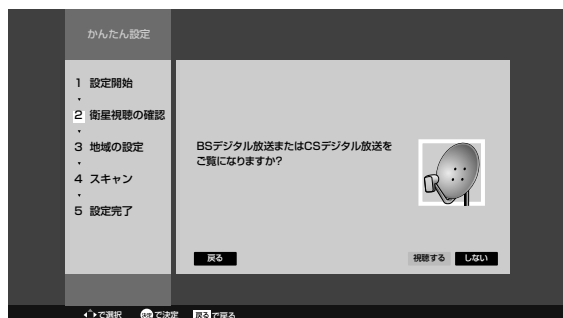 かんたん設定
1 設定開始
2 衛星視聴の確認
3 地域の設定
4 スキャン
5 設定完了
BSデジタル放送またはCSデジタル放送を
ご覧になりますか?
戻る 視聴する しない
で選択 で決定 戻る で戻る